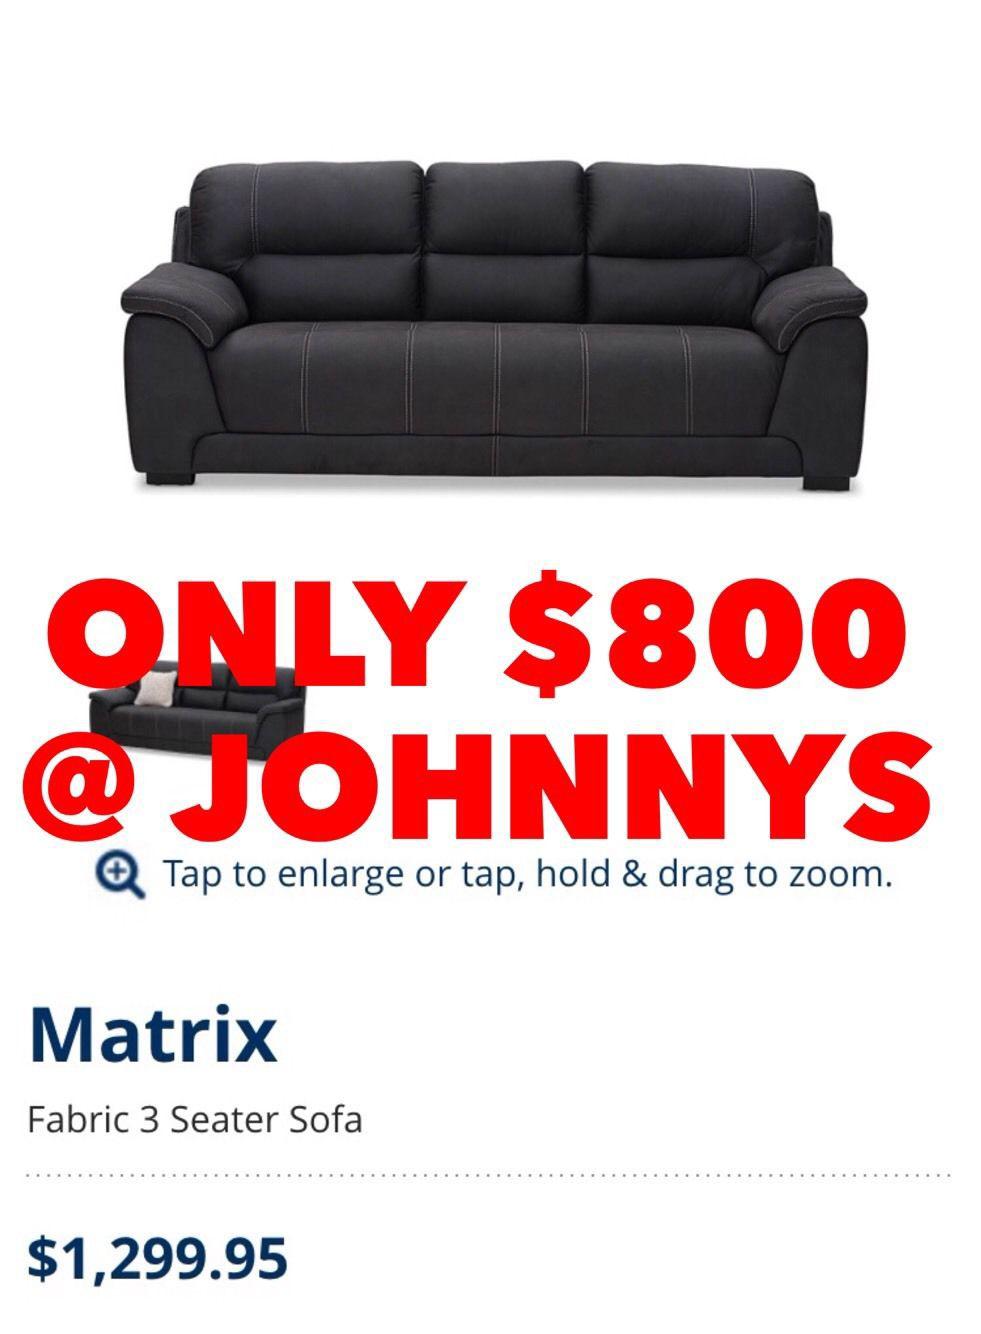 ONLY $800
@ JOHNNYS
Tap to enlarge or tap, hold & drag to zoom.
Matrix
Fabric 3 Seater Sofa
$1,299.95